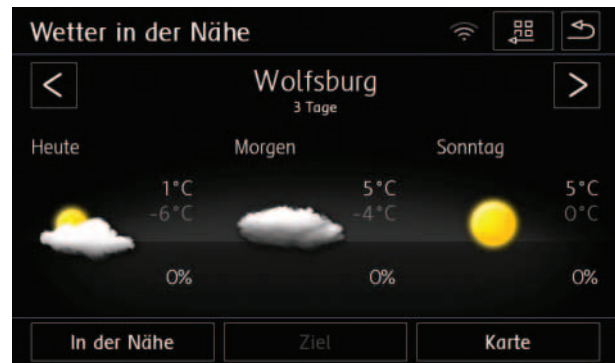 Wetter in der Nähe
Wolfsburg
3 Tage
Heute Morgen Sonntag
1°C 5°C 5°C
-6°C -4°C 0°C
0% 0% 0%
In der Nähe Ziel Karte